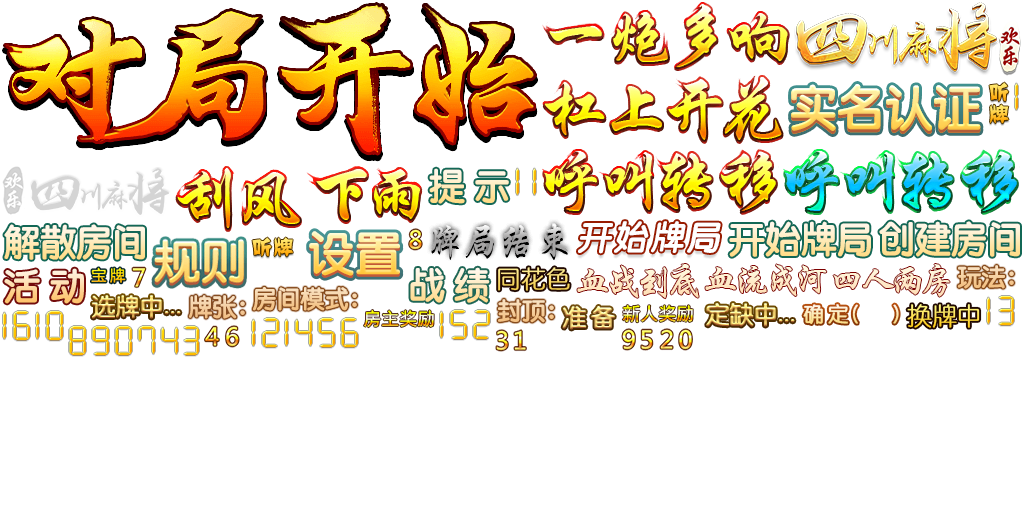 对局开始
一炮多响
四川麻将
欢乐
杠上开花
实名认证
听牌
1
欢乐
四川麻将
刮风
下雨
提示
11
呼叫转移
呼叫转移
解散房间
规则
听牌
设置
8
牌局结束
开始牌局
开始牌局
创建房间
活动
宝牌
7
战绩
同花色
血战到底
血流成河
四人两房
玩法:
选牌中...
牌张:
房间模式:
封顶:
准备
新人奖励
定缺中...
确定( )
换牌中
13
1610
890743
46
121456
房主奖励
152
31
9520